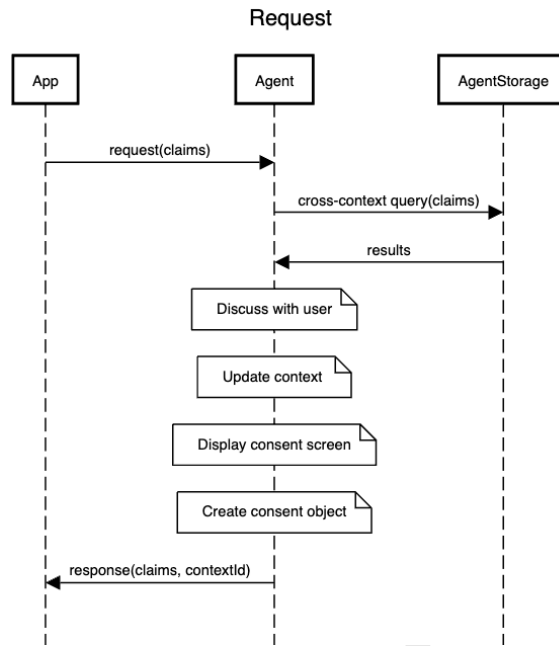 Request
App
Agent
AgentStorage
request(claims)
cross-context query(claims)
results
Discuss with user
Update context
Display consent screen
Create consent object
response(claims, contextId)